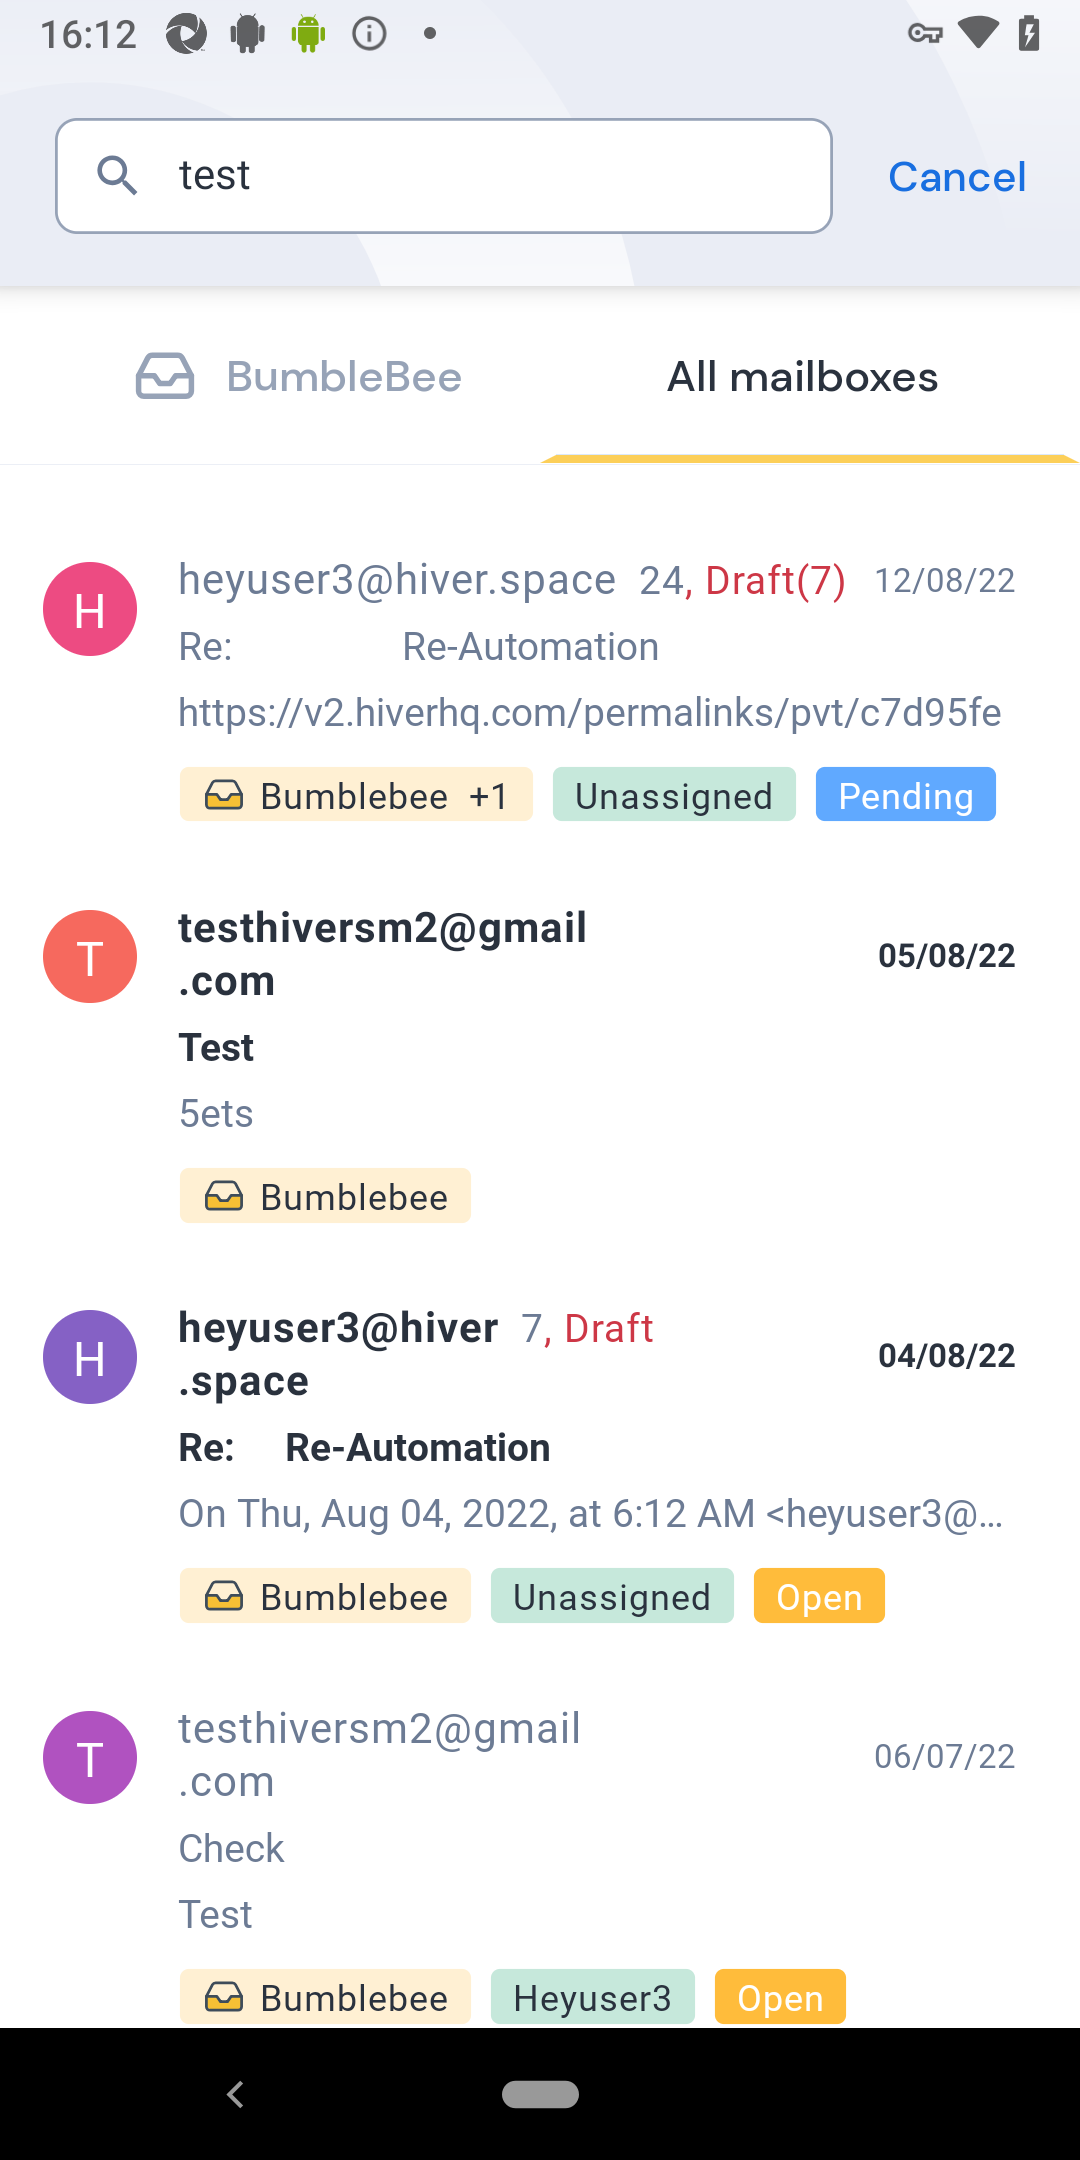 16:12
test
Cancel
BumbleBee
All mailboxes
H
heyuser3@hiver.space 24, Draft(7) 12/08/22
Re: Re-Automation
https://v2.hiverhq.com/permalinks/pvt/c7d95fe
Bumblebee +1 Unassigned Pending
T
testhiversm2@gmail
.com
05/08/22
Test
5ets
Bumblebee
H
heyuser3@hiver 7, Draft
.space
04/08/22
Re: Re-Automation
On Thu, Aug 04, 2022, at 6:12 AM <heyuser3@…
Bumblebee Unassigned Open
T
testhiversm2@gmail
.com
06/07/22
Check
Test
Bumblebee Heyuser3 Open